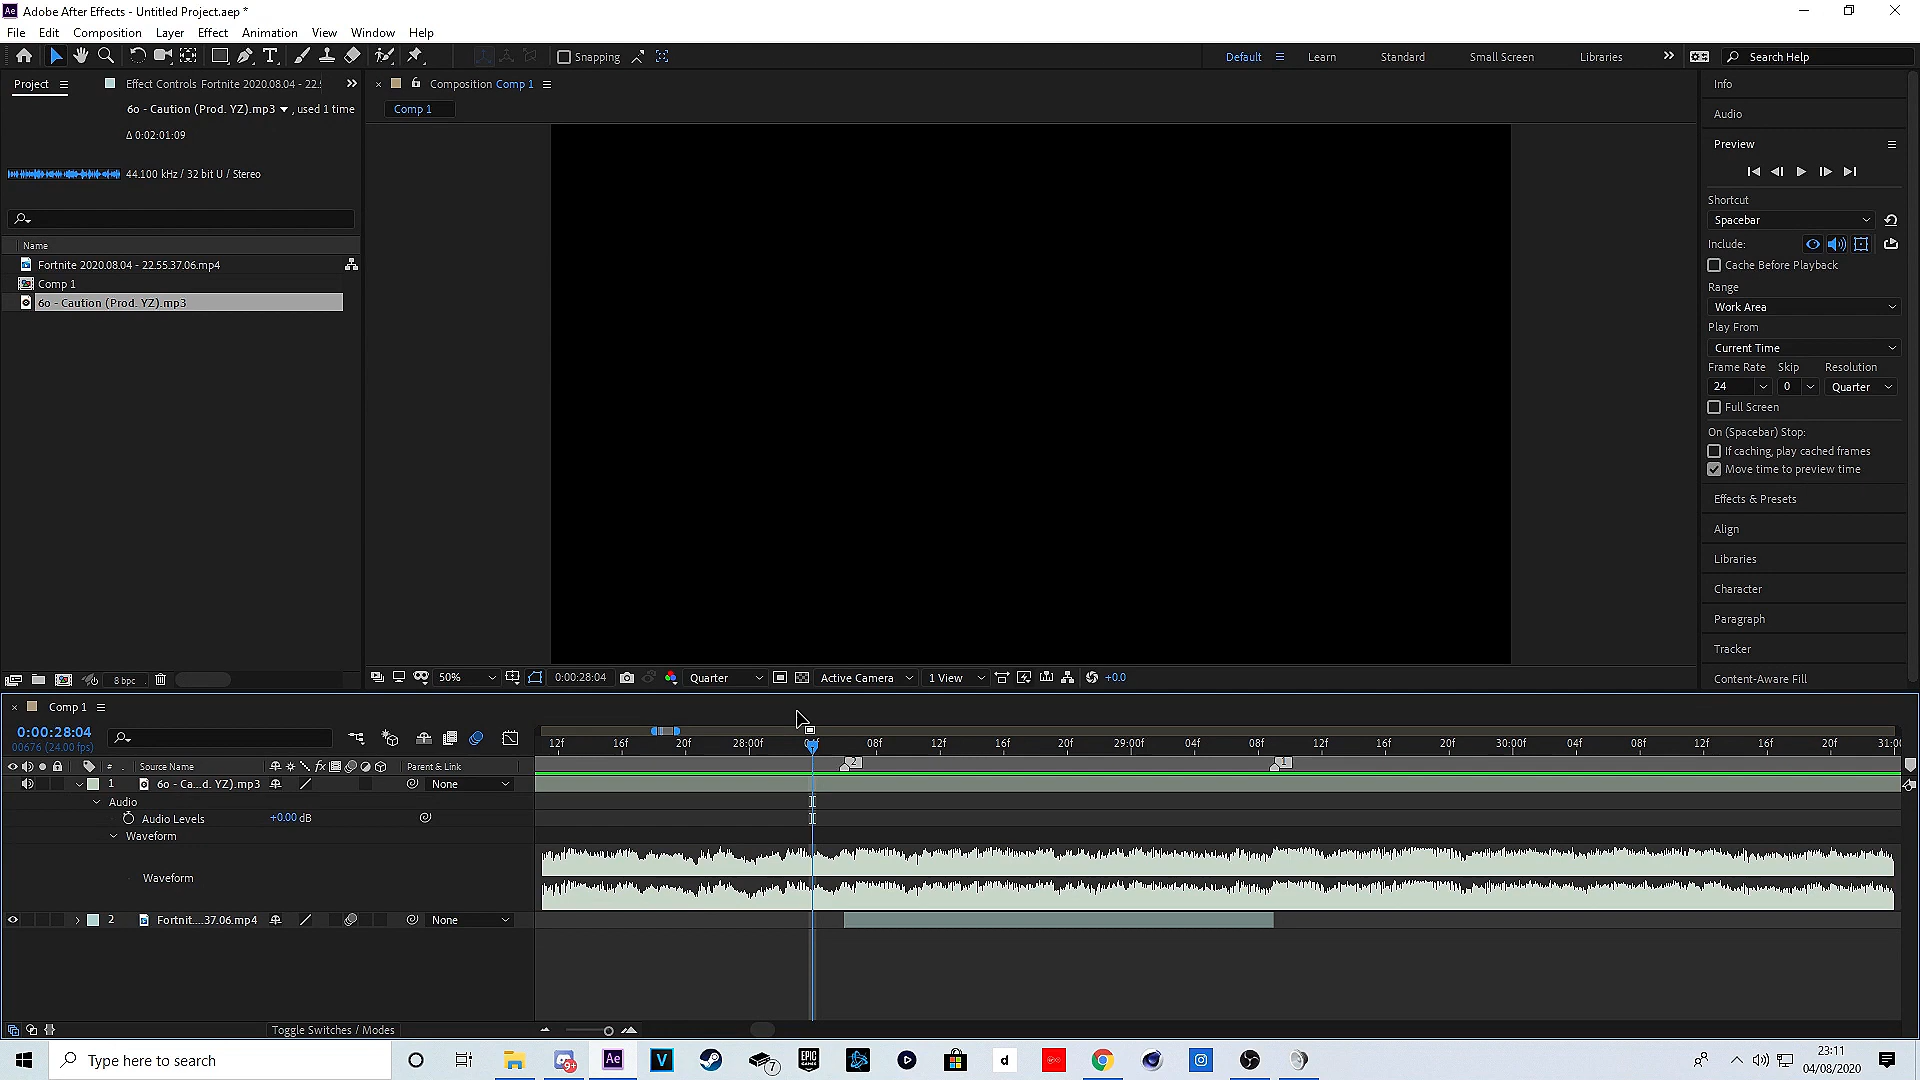 Adobe After Effects - Untitled Project.aep *
File Edit Composition Layer Effect Animation View Window Help
Snapping
Default Learn Standard Small Screen Libraries Search Help
Project Effect Controls Fortnite 2020.08.04 - 22.5
Composition Comp 1
Comp 1
6o - Caution (Prod. YZ).mp3 , used 1 time
Δ 0:02:01:09
44.100 kHz / 32 bit U / Stereo
Name
Fortnite 2020.08.04 - 22.55.37.06.mp4
Comp 1
6o - Caution (Prod. YZ).mp3
8 bpc
50% 0:00:28:04 Quarter Active Camera 1 View +0.0
Info
Audio
Preview
Shortcut
Spacebar
Include:
Cache Before Playback
Range
Work Area
Play From
Current Time
Frame Rate Skip Resolution
24 0 Quarter
Full Screen
On (Spacebar) Stop:
If caching, play cached frames
Move time to preview time
Effects & Presets
Align
Libraries
Character
Paragraph
Tracker
Content-Aware Fill
Comp 1
0:00:28:04
00676 (24.00 fps)
12f 16f 20f 28:00f 08f 12f 16f 20f 29:00f 04f 08f 12f 16f 20f 30:00f 04f 08f 12f 16f 20f 31:0
# . Source Name fx Parent & Link
2 1
1 6o - Ca...d. YZ).mp3 None
Audio
Audio Levels +0.00 dB
Waveform
Waveform
2 Fortnit....37.06.mp4 None
Toggle Switches / Modes
Type here to search
Ae V EPIC GAMES 7 d
23:11
04/08/2020